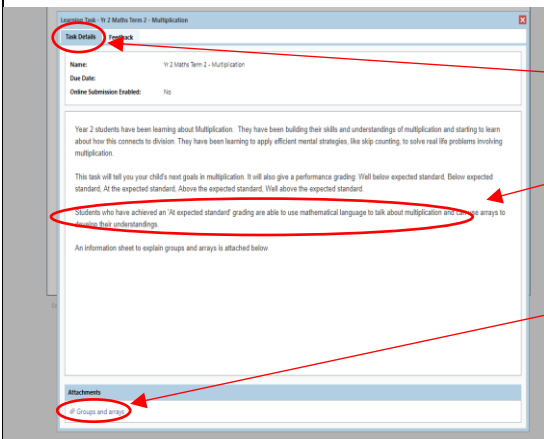 Learning Task - Yr 2 Maths Term 2 - Multiplication
Task Details Feedback
Name: Yr 2 Maths Term 2 - Multiplication
Due Date:
Online Submission Enabled: No
Year 2 students have been learning about Multiplication. They have been building their skills and understandings of multiplication and starting to learn
about how this connects to division. They have been learning to apply efficient mental strategies, like skip counting, to solve real life problems involving
multiplication.
This task will tell you your child's next goals in multiplication. It will also give a performance grading: Well below expected standard, Below expected
standard, At the expected standard, Above the expected standard, Well above the expected standard.
Students who have achieved an 'At expected standard' grading are able to use mathematical language to talk about multiplication and can use arrays to
develop their understandings.
An information sheet to explain groups and arrays is attached below.
Attachments
Groups and arrays